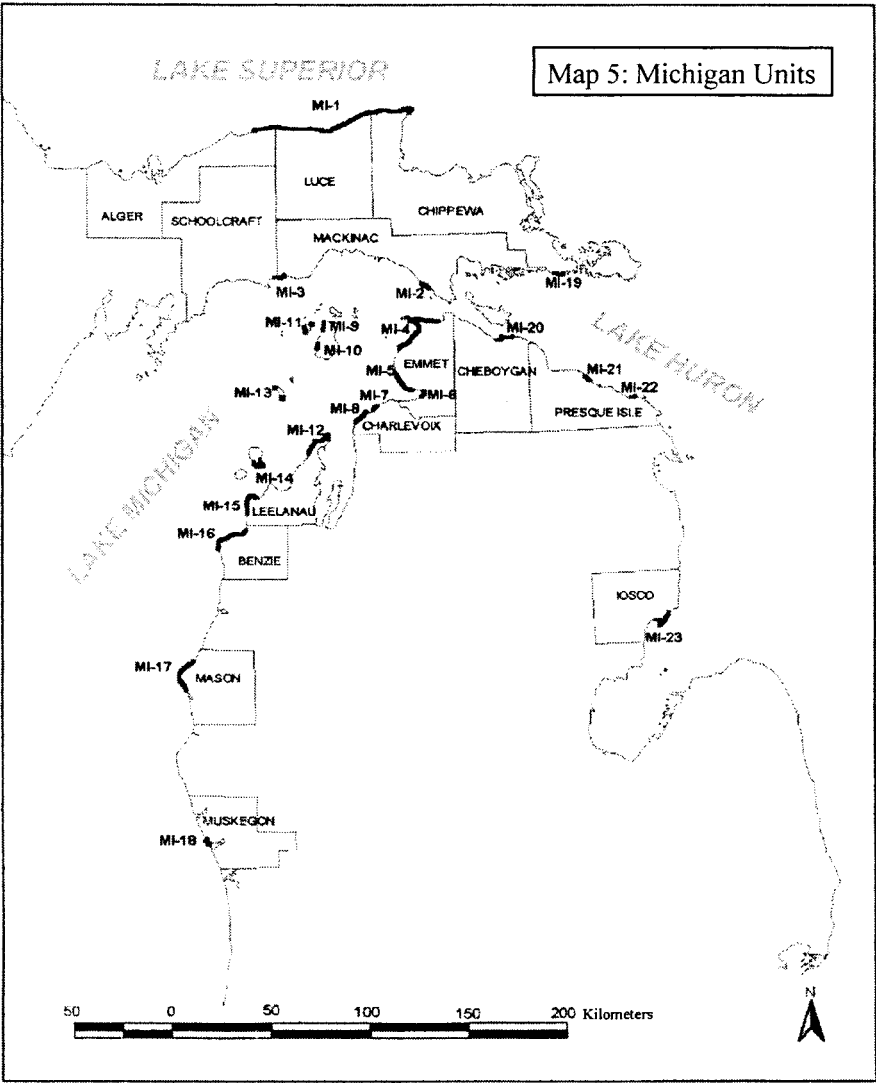 Map 5: Michigan Units
LAKE SUPERIOR
MI-1
LUCE
ALGER
SCHOOLCRAFT
CHIPPEWA
MACKINAC
MI-19
MI-3
MI-2
MI-11
MI-9
MI-4
MI-20
LAKE HURON
MI-10
EMMET
CHEBOYGAN
MI-5
MI-21
MI-13
MI-6
MI-22
MI-7
MI-8
PRESQUE ISLE
CHARLEVOIX
MI-12
LAKE MICHIGAN
MI-14
MI-15
LEELANAU
MI-16
BENZIE
IOSCO
MI-23
MI-17
MASON
MUSKEGON
MI-18
N
50 0 50 100 150 200 Kilometers